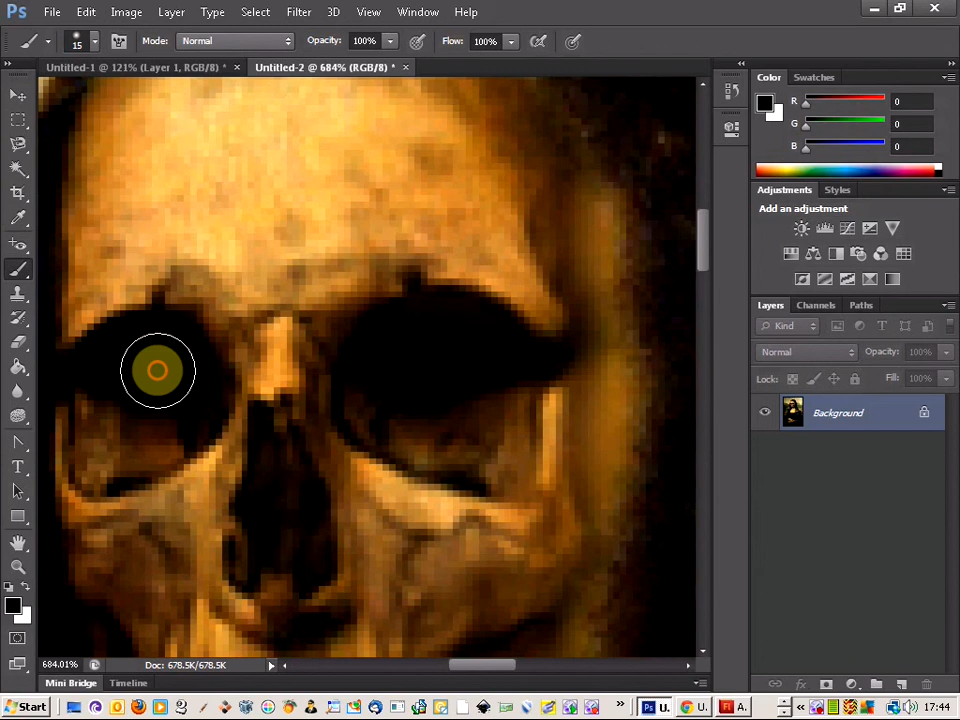 Ps File Edit Image Layer Type Select Filter 3D View Window Help
15 Mode: Normal Opacity: 100% Flow: 100%
Untitled-1 @ 121% (Layer 1, RGB/8) * × Untitled-2 @ 684% (RGB/8) * ×
Color Swatches
R 0
G 0
B 0
Adjustments Styles
Add an adjustment
Layers Channels Paths
Kind
Normal Opacity: 100%
Lock: Fill: 100%
Background
684.01% Doc: 678.5K/678.5K
Mini Bridge Timeline
Start U. U. A. 17:44